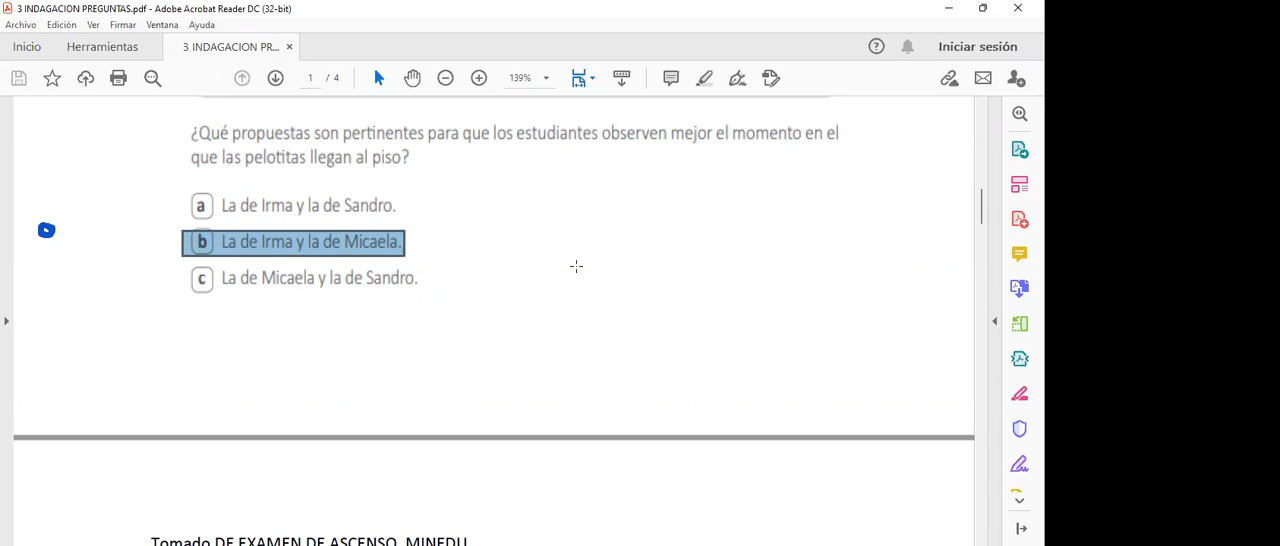 3 INDAGACION PREGUNTAS.pdf - Adobe Acrobat Reader DC (32-bit)
Archivo Edición Ver Firmar Ventana Ayuda
Inicio Herramientas 3 INDAGACION PR... × Iniciar sesión
1 / 4 139%
¿Qué propuestas son pertinentes para que los estudiantes observen mejor el momento en el
que las pelotitas llegan al piso?
a La de Irma y la de Sandro.
b La de Irma y la de Micaela.
c La de Micaela y la de Sandro.
Tomado DE EXAMEN DE ASCENSO MINEDU